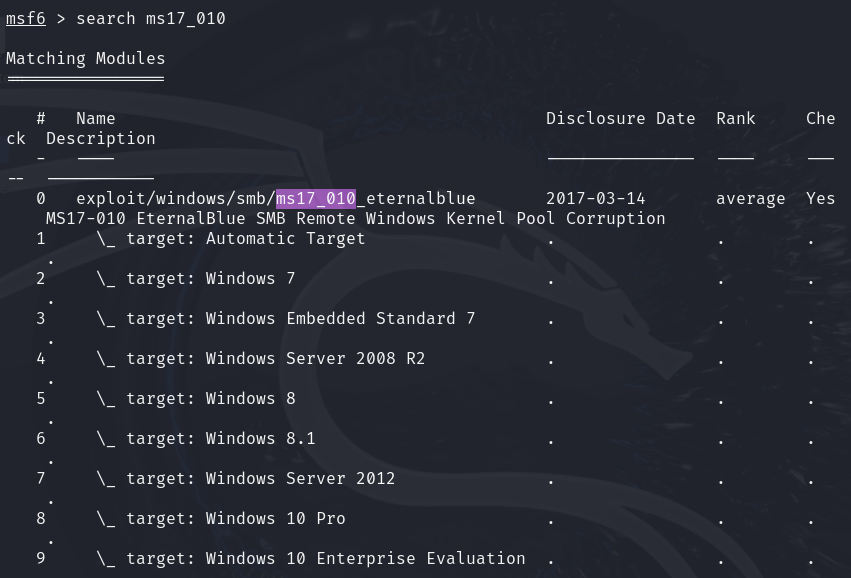 msf6 > search ms17_010
Matching Modules
================
# Name Disclosure Date Rank Che
ck Description
- ---- --------------- ---- ---
-- -----------
0 exploit/windows/smb/ms17_010_eternalblue 2017-03-14 average Yes
MS17-010 EternalBlue SMB Remote Windows Kernel Pool Corruption
1 \_ target: Automatic Target . . .
.
2 \_ target: Windows 7 . . .
.
3 \_ target: Windows Embedded Standard 7 . . .
.
4 \_ target: Windows Server 2008 R2 . . .
.
5 \_ target: Windows 8 . . .
.
6 \_ target: Windows 8.1 . . .
.
7 \_ target: Windows Server 2012 . . .
.
8 \_ target: Windows 10 Pro . . .
.
9 \_ target: Windows 10 Enterprise Evaluation . . .